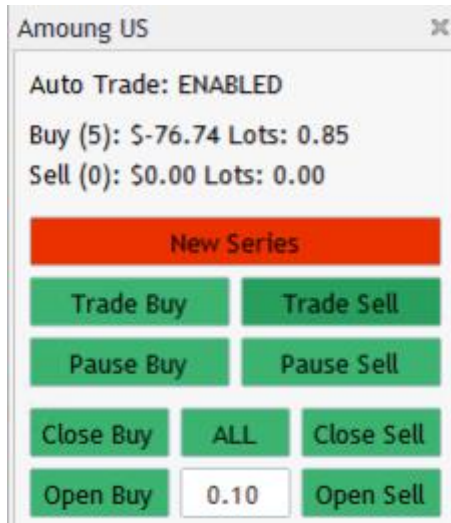 Amoung US
Auto Trade: ENABLED
Buy (5): $-76.74 Lots: 0.85
Sell (0): $0.00 Lots: 0.00
New Series
Trade Buy Trade Sell
Pause Buy Pause Sell
Close Buy ALL Close Sell
Open Buy 0.10 Open Sell